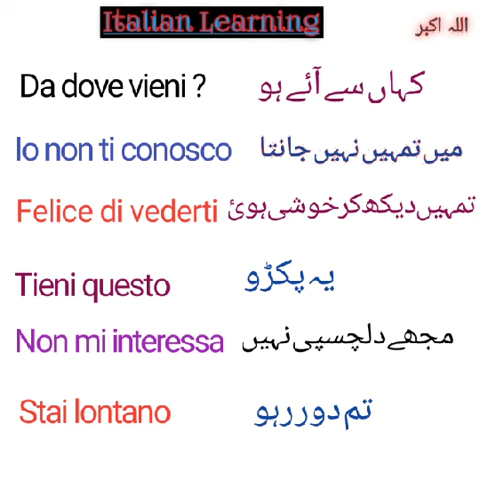 Italian Learning
اللہ اکبر
Da dove vieni ? کہاں سے آئے ہو
Io non ti conosco میں تمہیں نہیں جانتا
Felice di vederti تمہیں دیکھ کر خوشی ہوئ
Tieni questo یہ پکڑو
Non mi interessa مجھے دلچسپی نہیں
Stai lontano تم دور رہو